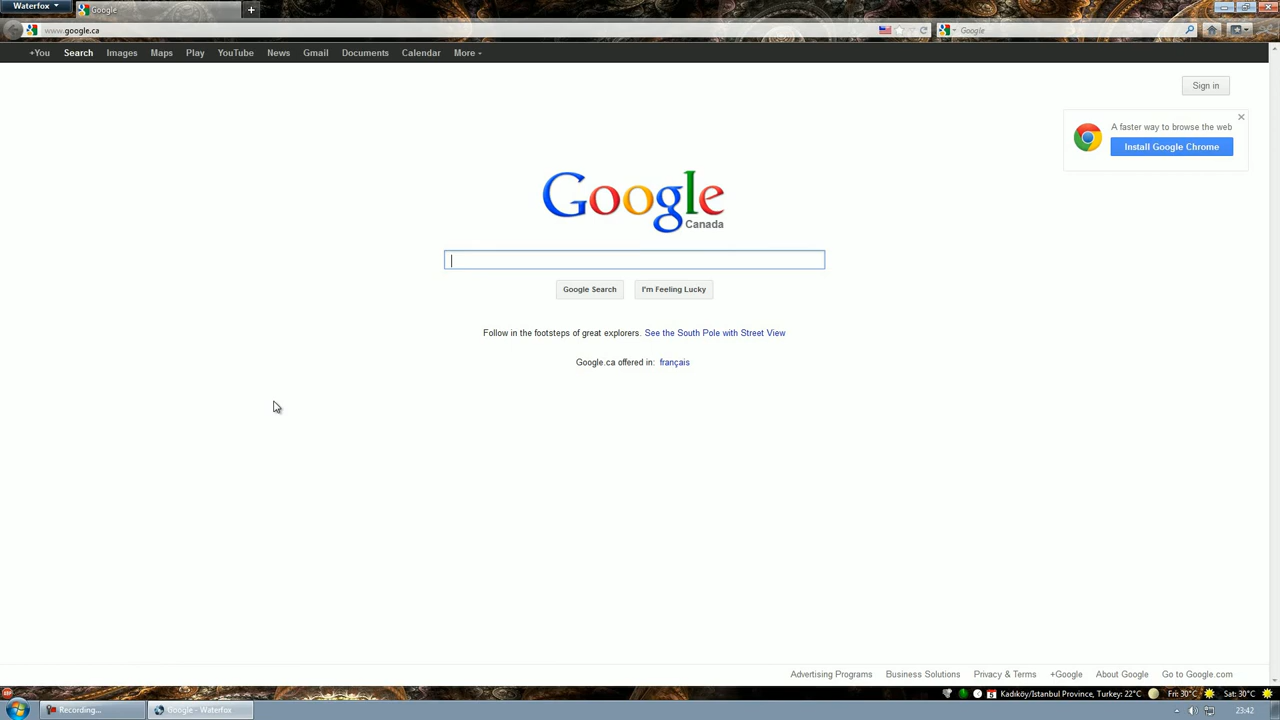 Waterfox
Google
www.google.ca
Google
+You Search Images Maps Play YouTube News Gmail Documents Calendar More
Sign in
A faster way to browse the web
Install Google Chrome
Google
Canada
Google Search I'm Feeling Lucky
Follow in the footsteps of great explorers. See the South Pole with Street View
Google.ca offered in: français
Advertising Programs Business Solutions Privacy & Terms +Google About Google Go to Google.com
Kadıköy/Istanbul Province, Turkey: 22°C Fri: 30°C Sat: 30°C
Recording... Google - Waterfox 23:42